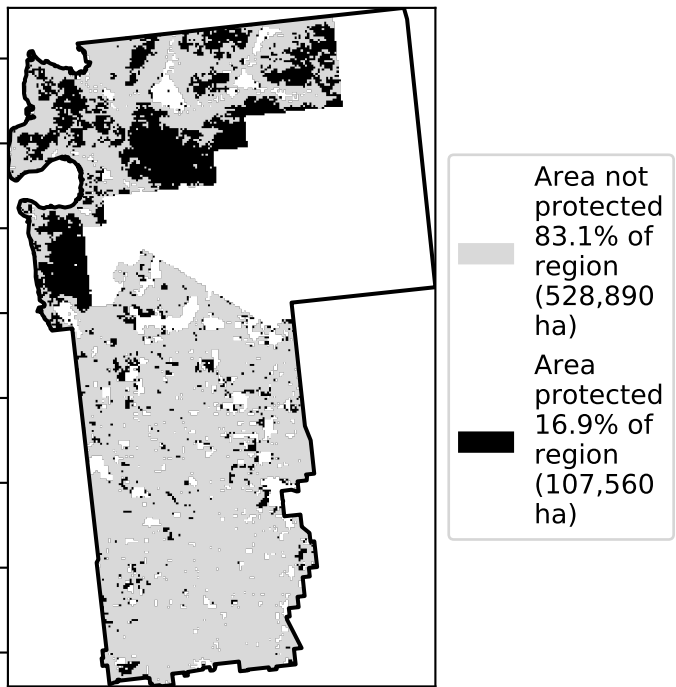 Area not
protected
83.1% of
region
(528,890
ha)
Area
protected
16.9% of
region
(107,560
ha)